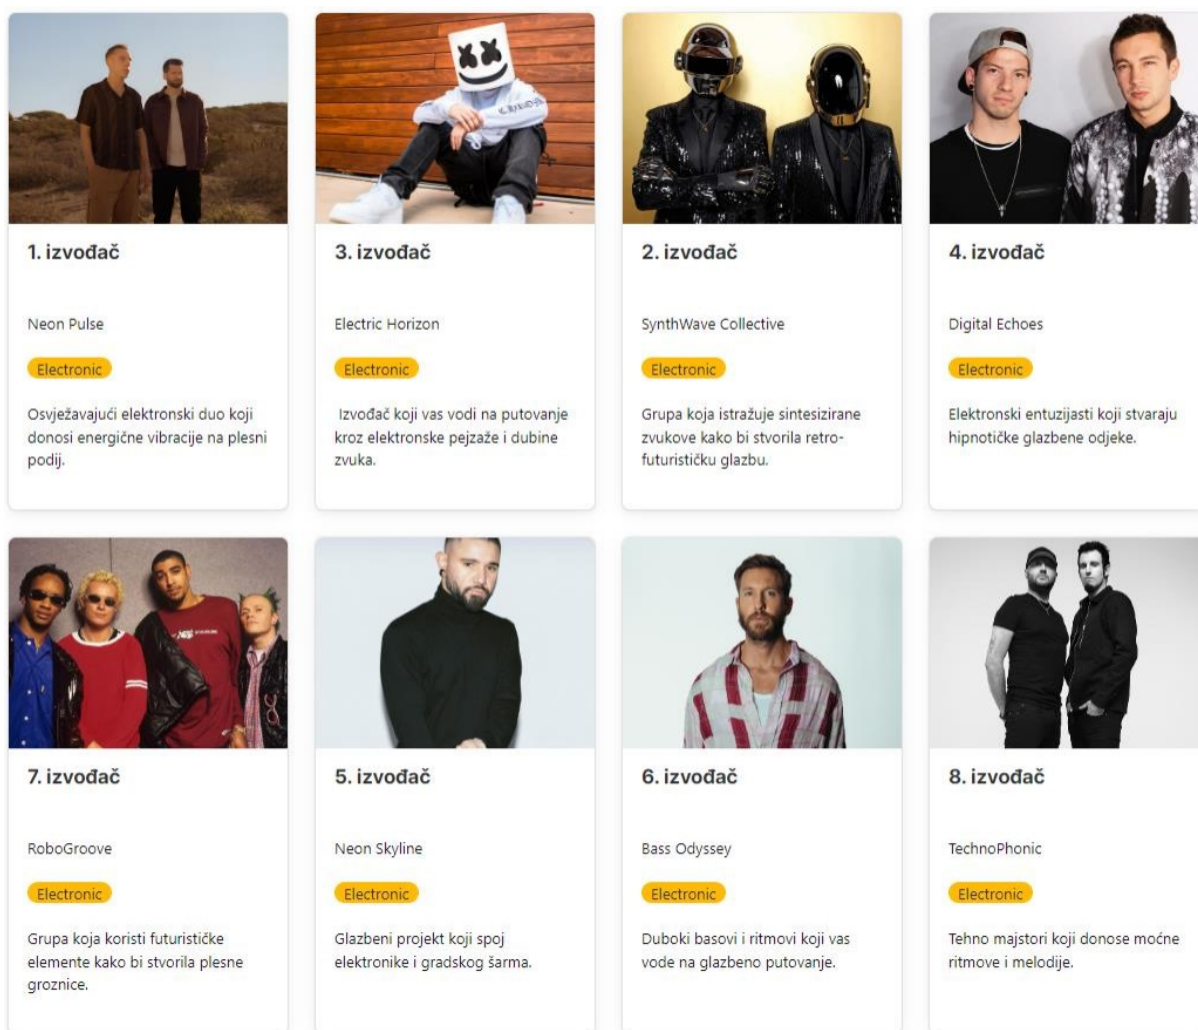 1. izvođač
Neon Pulse
Electronic
Osvježavajući elektronski duo koji
donosi energične vibracije na plesni
podij.
3. izvođač
Electric Horizon
Electronic
Izvođač koji vas vodi na putovanje
kroz elektronske pejzaže i dubine
zvuka.
2. izvođač
SynthWave Collective
Electronic
Grupa koja istražuje sintesizirane
zvukove kako bi stvorila retro-
futurističku glazbu.
4. izvođač
Digital Echoes
Electronic
Elektronski entuzijasti koji stvaraju
hipnotičke glazbene odjeke.
7. izvođač
RoboGroove
Electronic
Grupa koja koristi futurističke
elemente kako bi stvorila plesne
groznice.
5. izvođač
Neon Skyline
Electronic
Glazbeni projekt koji spoj
elektronike i gradskog šarma.
6. izvođač
Bass Odyssey
Electronic
Duboki basovi i ritmovi koji vas
vode na glazbeno putovanje.
8. izvođač
TechnoPhonic
Electronic
Tehno majstori koji donose moćne
ritmove i melodije.